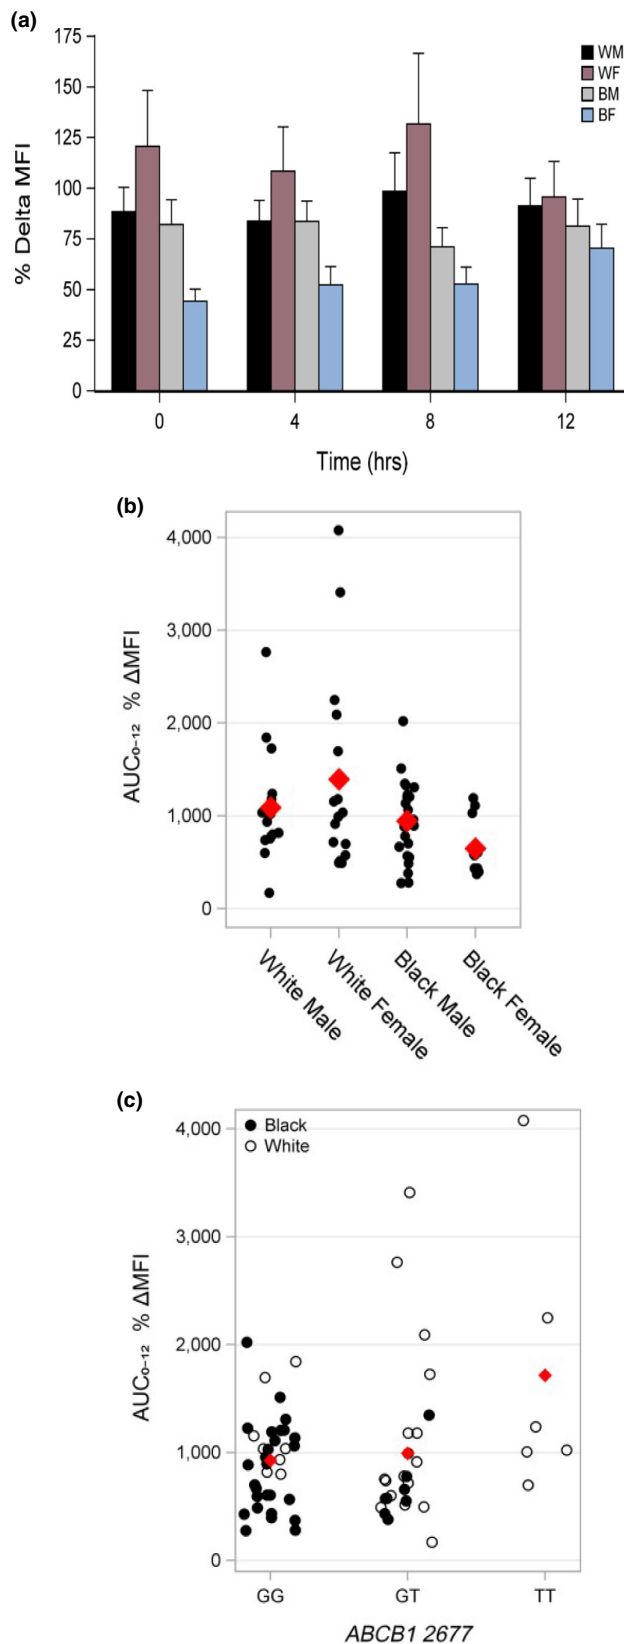 (a)
175
150
125
100
75
50
25
0
% Delta MFI
WM
WF
BM
BF
0 4 8 12
Time (hrs)
(b)
4,000
3,000
2,000
1,000
0
AUC₀₋₁₂ % ΔMFI
White Male
White Female
Black Male
Black Female
(c)
Black
White
4,000
3,000
2,000
1,000
0
AUC₀₋₁₂ % ΔMFI
GG GT TT
ABCB1 2677